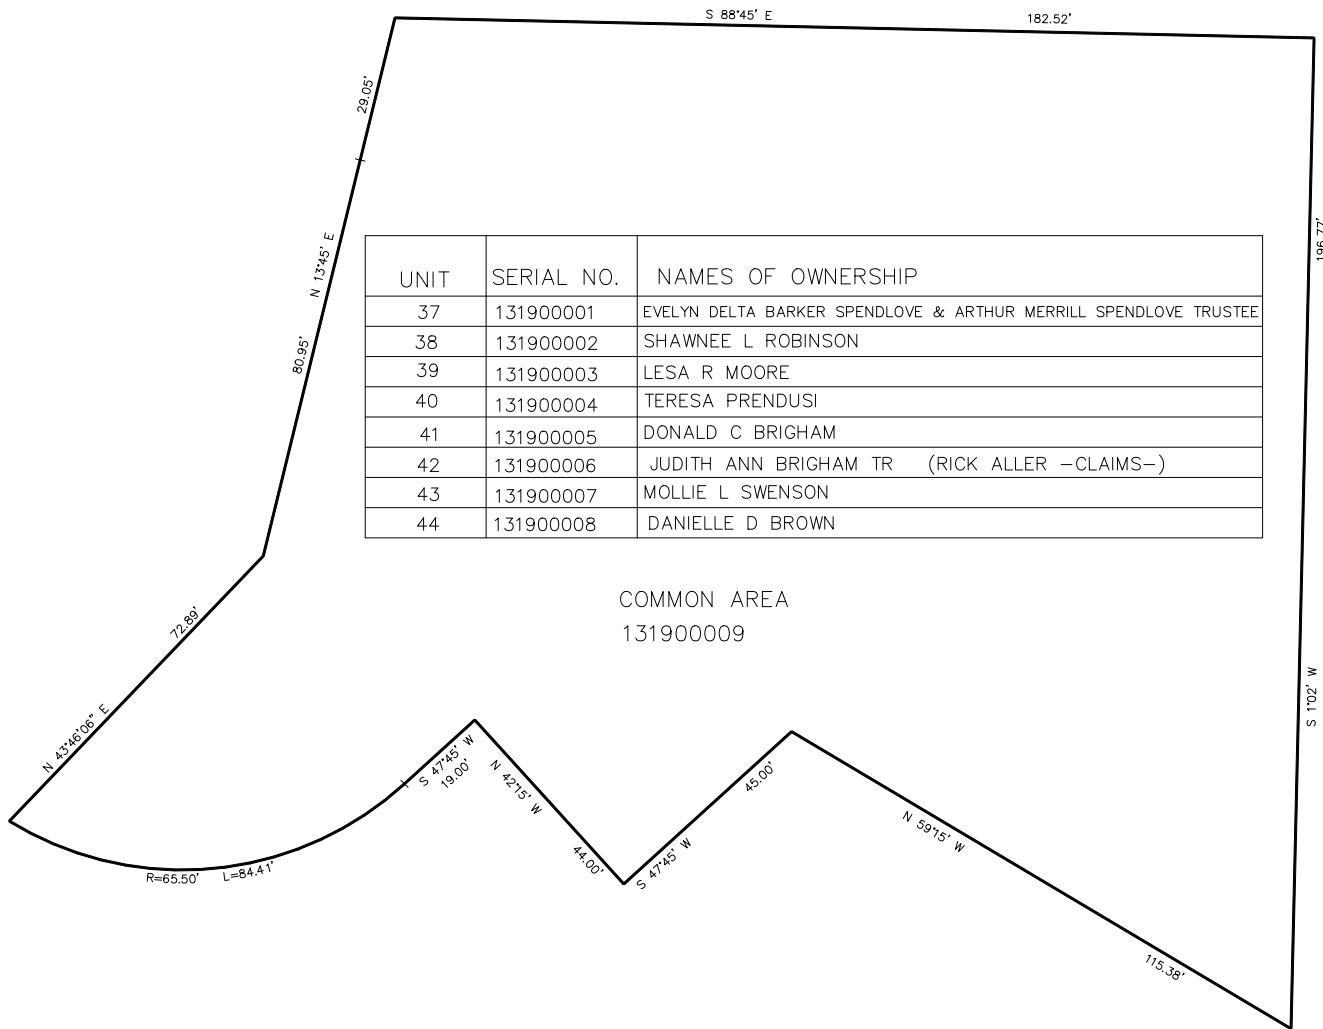 S 88°45' E 182.52'
29.05'
N 13°45' E
80.95'
196.77'
S 1°02' W
UNIT SERIAL NO. NAMES OF OWNERSHIP
37 131900001 EVELYN DELTA BARKER SPENDLOVE & ARTHUR MERRILL SPENDLOVE TRUSTEE
38 131900002 SHAWNEE L ROBINSON
39 131900003 LESA R MOORE
40 131900004 TERESA PRENDUSI
41 131900005 DONALD C BRIGHAM
42 131900006 JUDITH ANN BRIGHAM TR (RICK ALLER -CLAIMS-)
43 131900007 MOLLIE L SWENSON
44 131900008 DANIELLE D BROWN
COMMON AREA
131900009
72.89'
N 43°46'06" E
R=65.50' L=84.41'
S 47°45' W
19.00'
N 42°15' W
44.00'
S 47°45' W
45.00'
N 59°15' W
115.38'